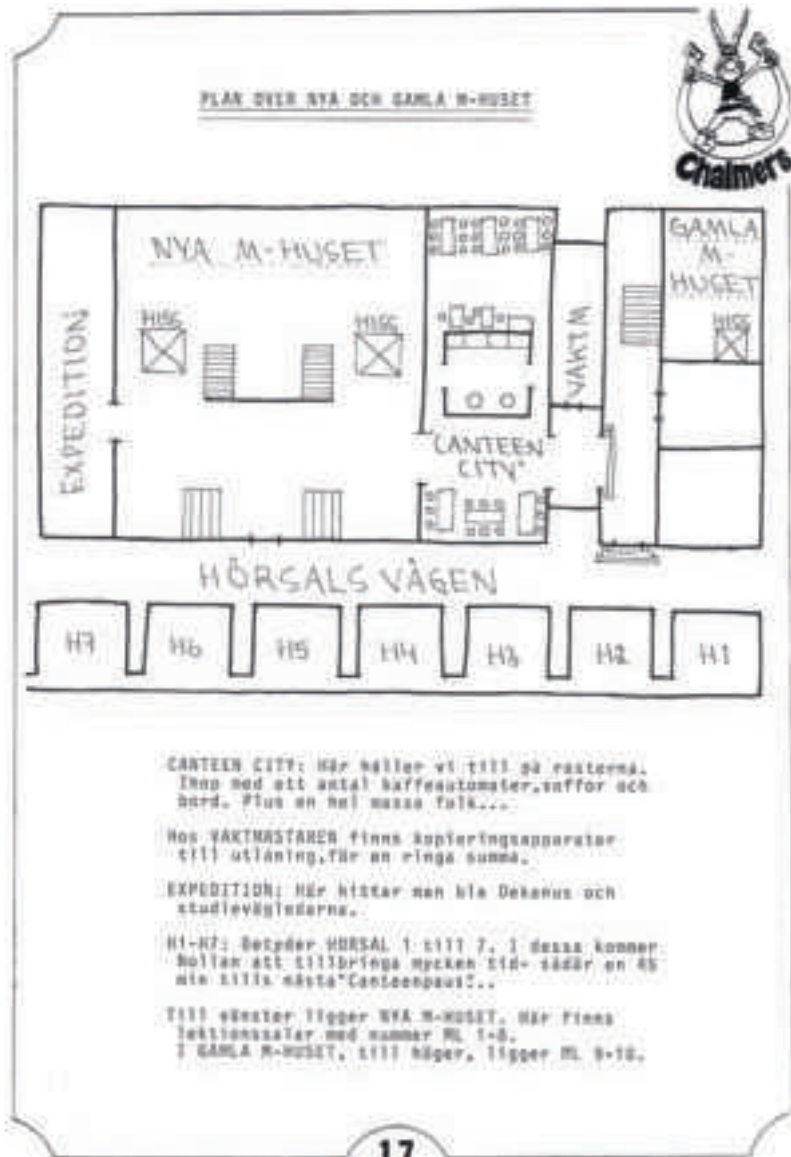 PLAN ÖVER NYA OCH GAMLA M-HUSET
Chalmers
NYA M-HUSET
GAMLA
M-
HUSET
HISS
HISS
HISS
EXPEDITION
VAKTM
"CANTEEN
CITY"
HÖRSALSVÄGEN
H7 H6 H5 H4 H3 H2 H1
CANTEEN CITY: Här håller vi till på rasterna.
Ihop med ett antal kaffeautomater,soffor och
bord. Plus en hel massa folk...
Hos VAKTMÄSTAREN finns kopieringsapparater
till utlåning,för en ringa summa.
EXPEDITION: Här hittar man bla Dekanus och
studievägledarna.
H1-H7: Betyder HÖRSAL 1 till 7. I dessa kommer
Nollan att tillbringa mycken tid- sådär en 45
min tills nästa"Canteenpaus"..
Till vänster ligger NYA M-HUSET. Här finns
lektionssalar med nummer ML 1-8.
I GAMLA M-HUSET, till höger, ligger ML 9-10.
17